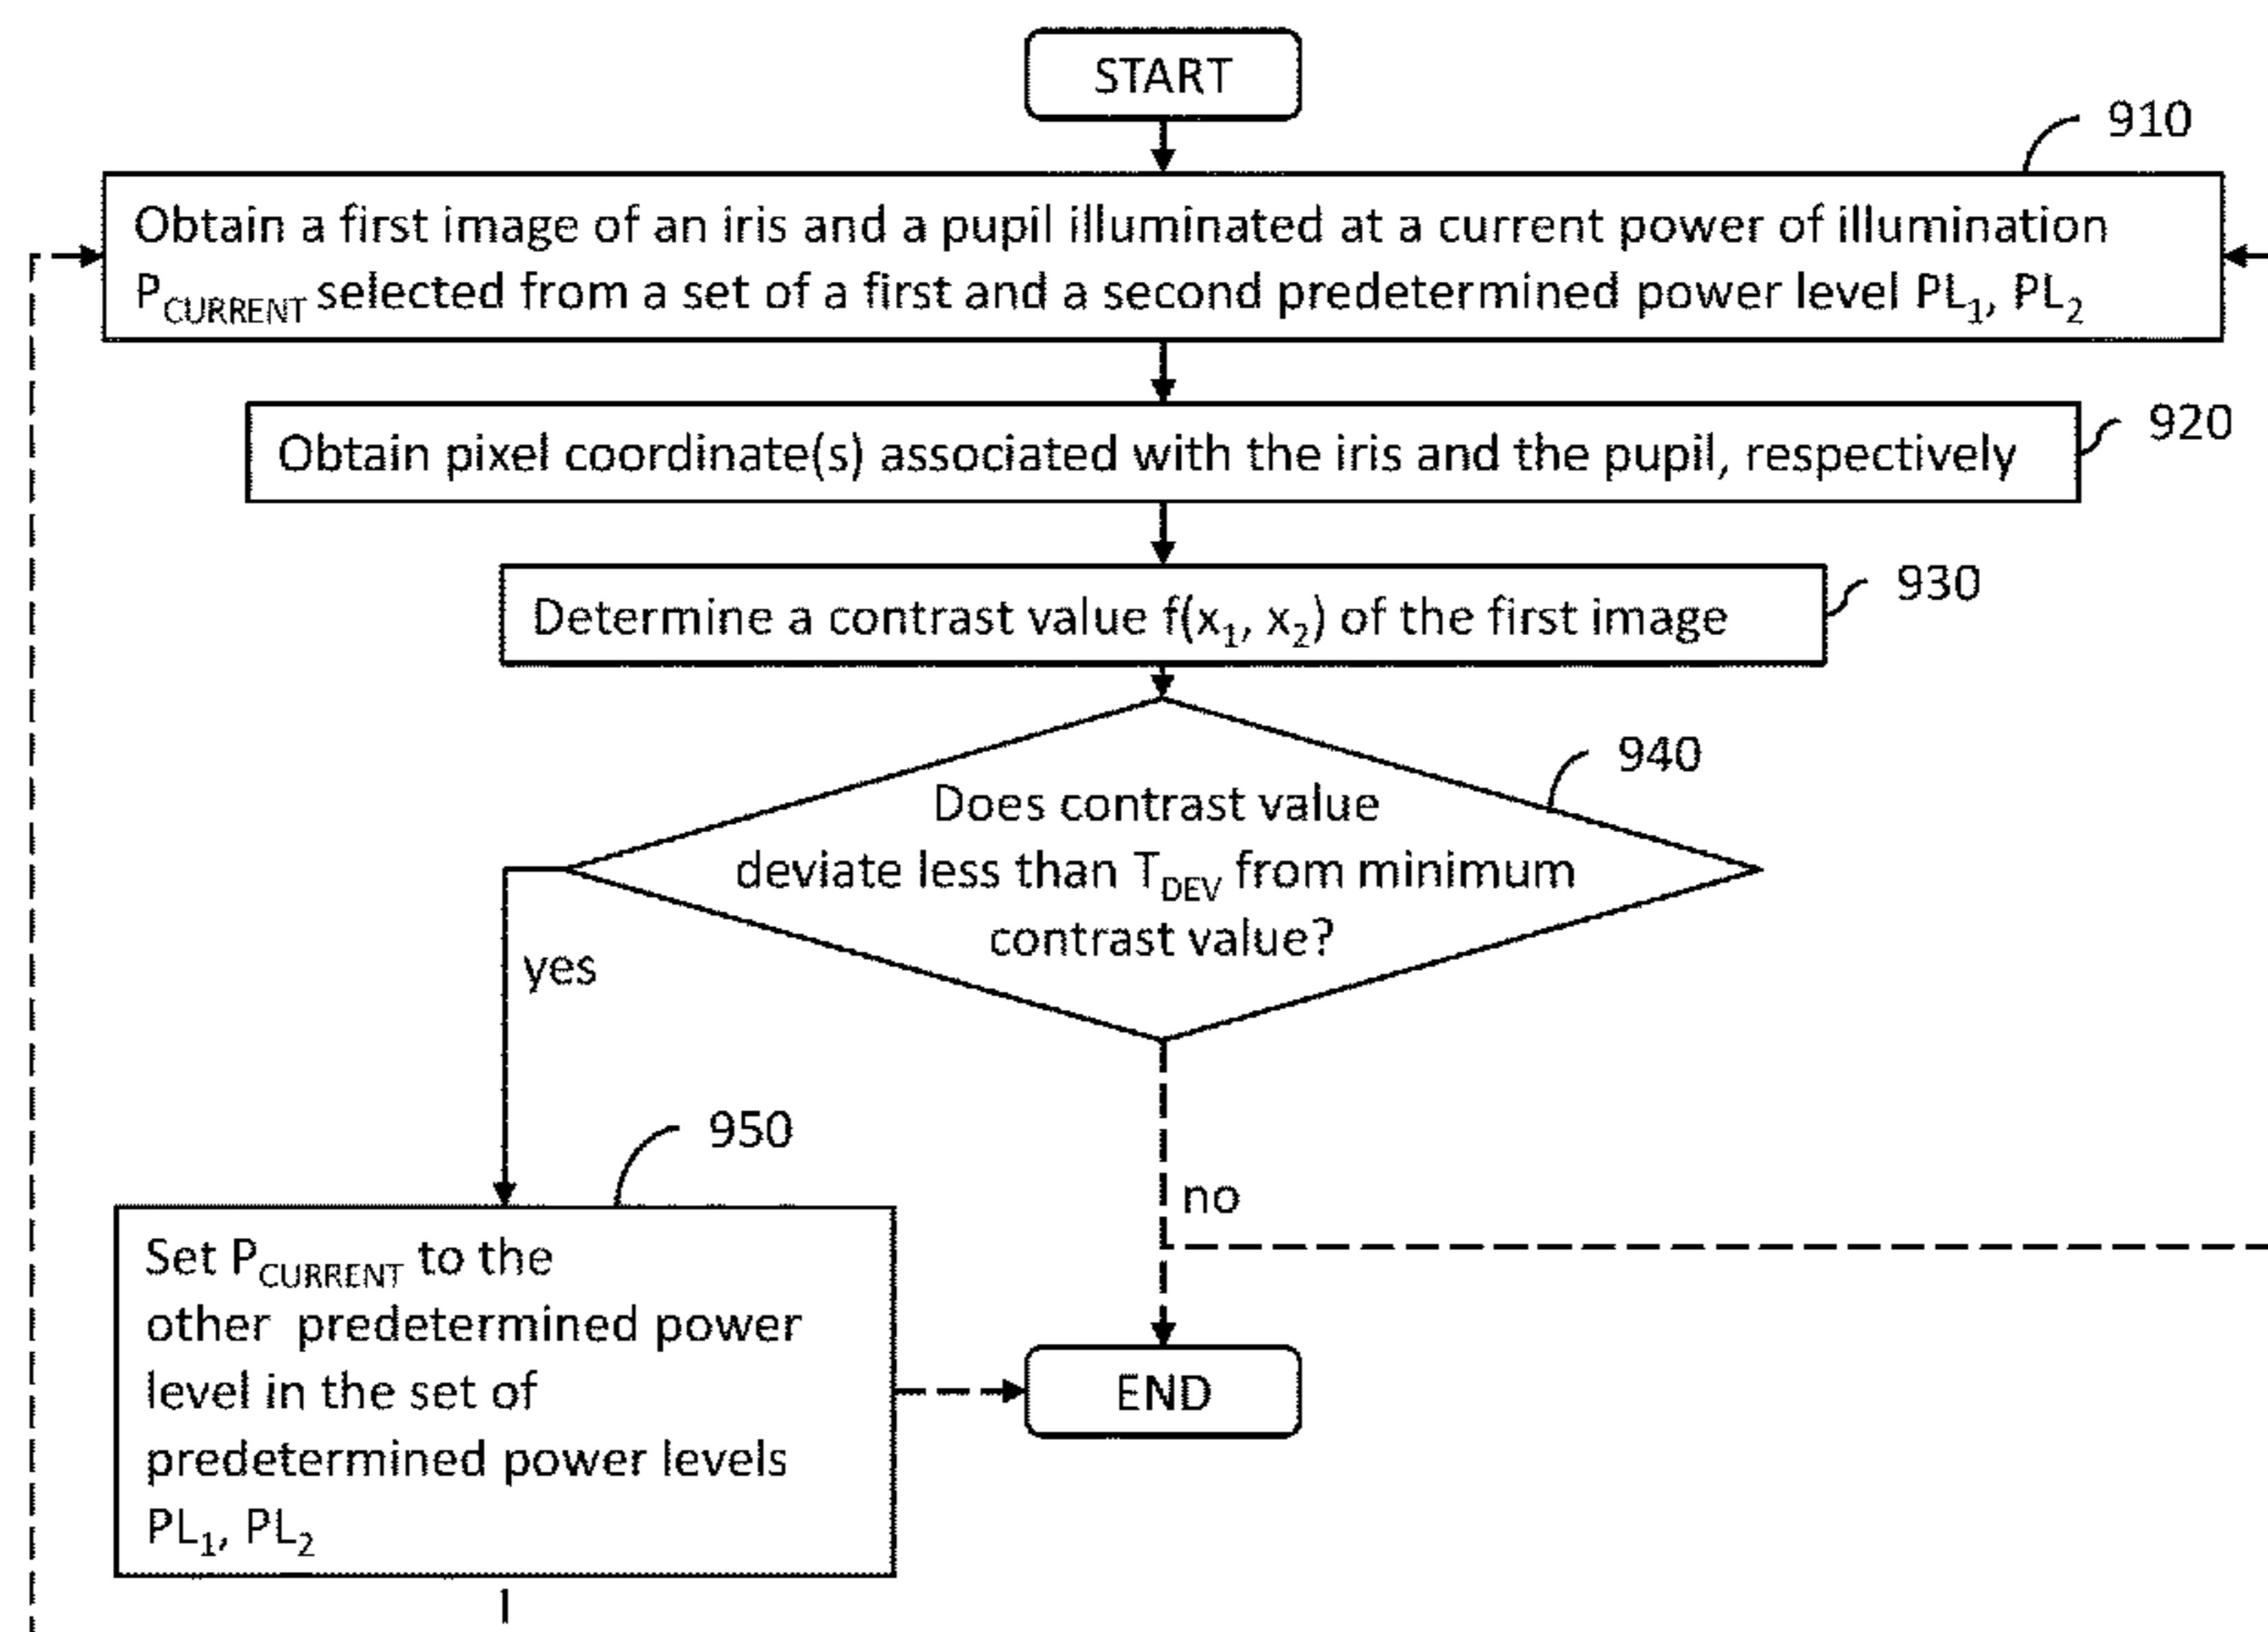 START
910
Obtain a first image of an iris and a pupil illuminated at a current power of illumination
P_CURRENT selected from a set of a first and a second predetermined power level PL₁, PL₂
920
Obtain pixel coordinate(s) associated with the iris and the pupil, respectively
930
Determine a contrast value f(x₁, x₂) of the first image
940
Does contrast value
deviate less than T_DEV from minimum
contrast value?
yes
950
no
Set P_CURRENT to the
other predetermined power
level in the set of
predetermined power levels
PL₁, PL₂
END